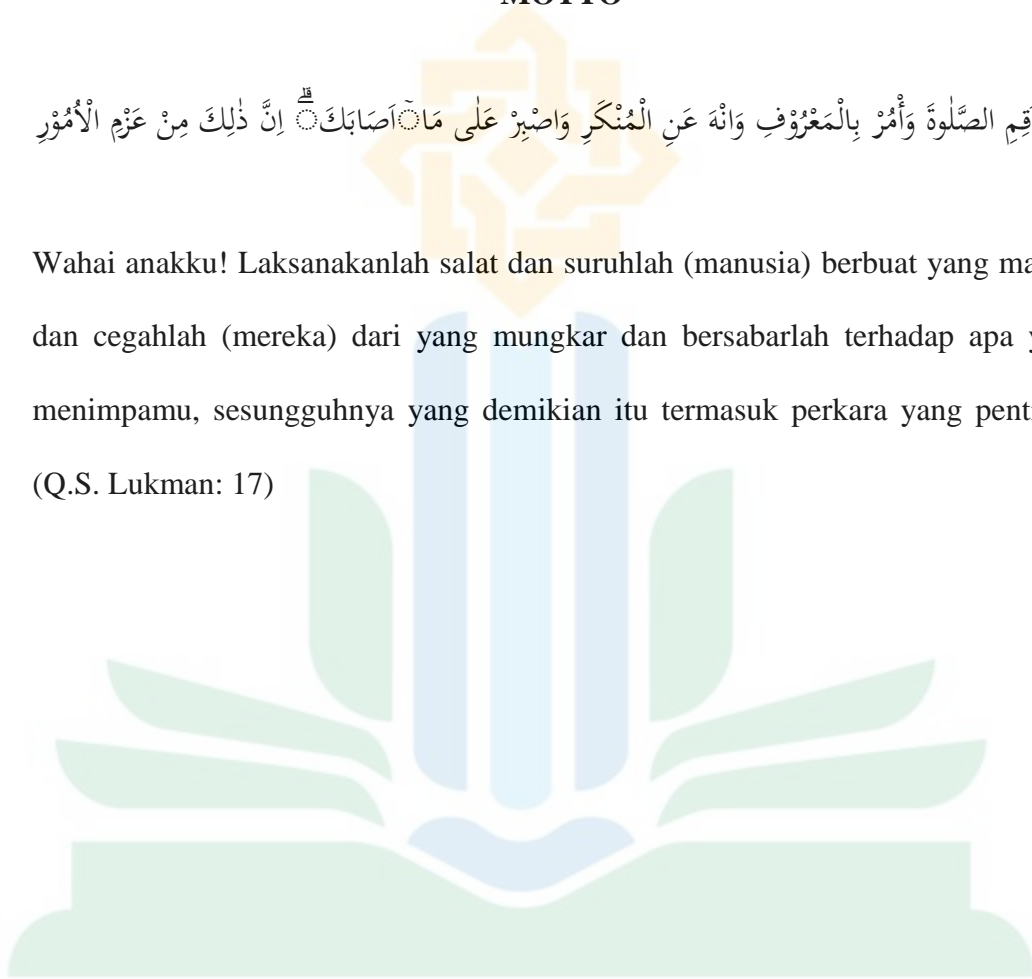 MOTTO
قِمِ الصَّلٰوةَ وَأْمُرْ بِالْمَعْرُوْفِ وَانْهَ عَنِ الْمُنْكَرِ وَاصْبِرْ عَلٰى مَآاَصَابَكَۗ اِنَّ ذٰلِكَ مِنْ عَزْمِ الْاُمُوْرِ
Wahai anakku! Laksanakanlah salat dan suruhlah (manusia) berbuat yang ma
dan cegahlah (mereka) dari yang mungkar dan bersabarlah terhadap apa
menimpamu, sesungguhnya yang demikian itu termasuk perkara yang pent
(Q.S. Lukman: 17)